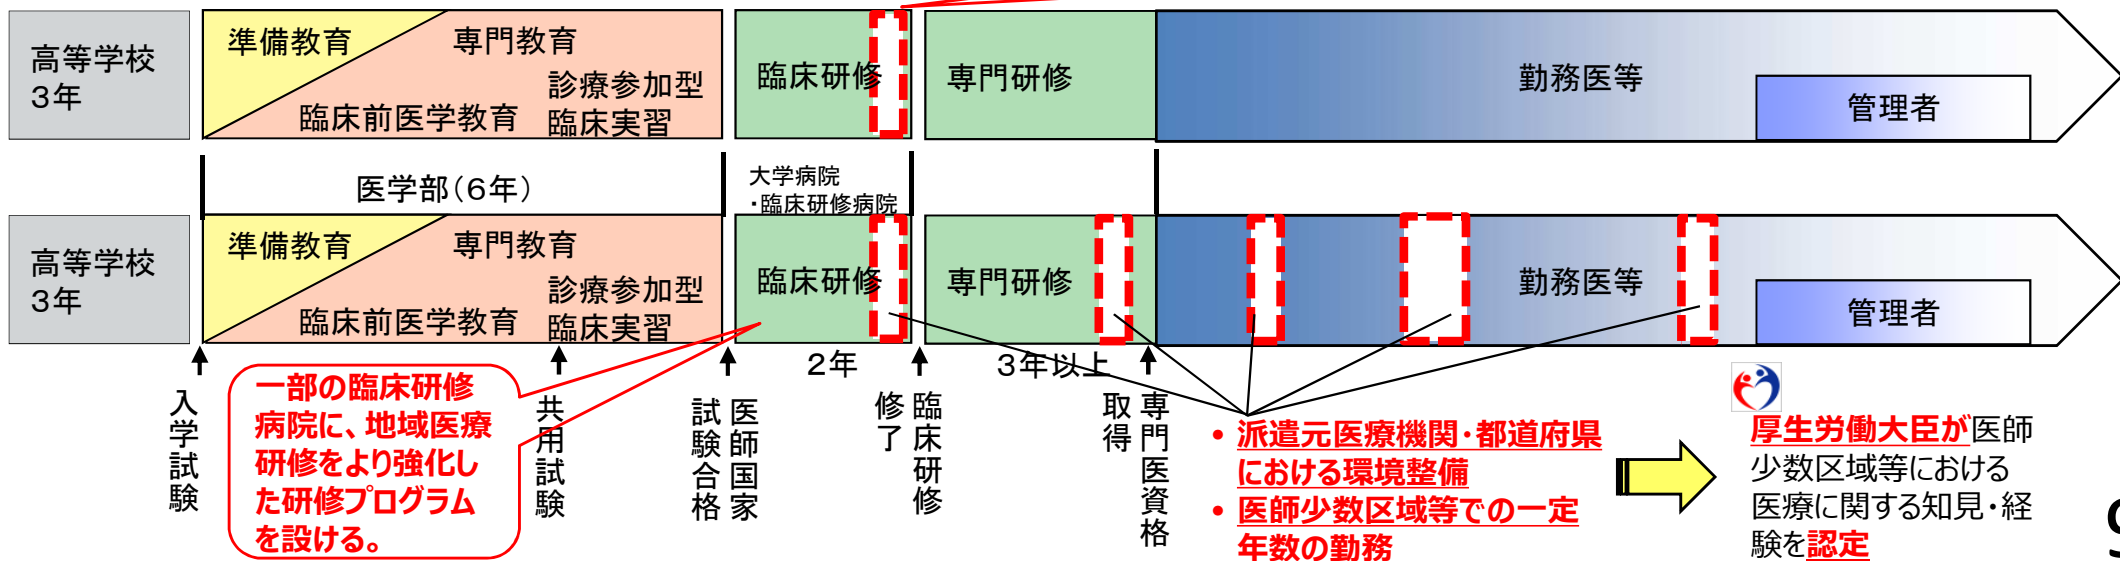 高等学校
3年
準備教育
専門教育
臨床前医学教育
診療参加型
臨床実習
臨床研修
専門研修
勤務医等
管理者
医学部(6年)
大学病院
・臨床研修病院
高等学校
3年
準備教育
専門教育
臨床前医学教育
診療参加型
臨床実習
臨床研修
専門研修
勤務医等
管理者
2年
3年以上
入学試験
一部の臨床研修
病院に、地域医療
研修をより強化し
た研修プログラム
を設ける。
共用試験
医師国家
試験合格
臨床研修
修了
専門医資格
取得
• 派遣元医療機関・都道府県
における環境整備
• 医師少数区域等での一定
年数の勤務
厚生労働大臣が医師
少数区域等における
医療に関する知見・経
験を認定